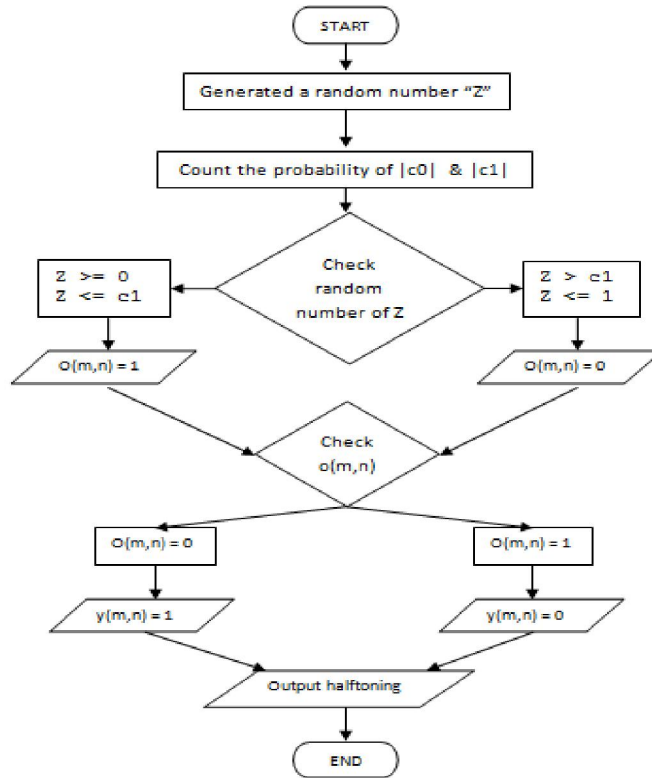 START
Generated a random number “Z”
Count the probability of |c0| & |c1|
Check
random
number of Z
Z >= 0
Z <= c1
Z > c1
Z <= 1
O(m,n) = 1
O(m,n) = 0
Check
o(m,n)
O(m,n) = 0
O(m,n) = 1
y(m,n) = 1
y(m,n) = 0
Output halftoning
END